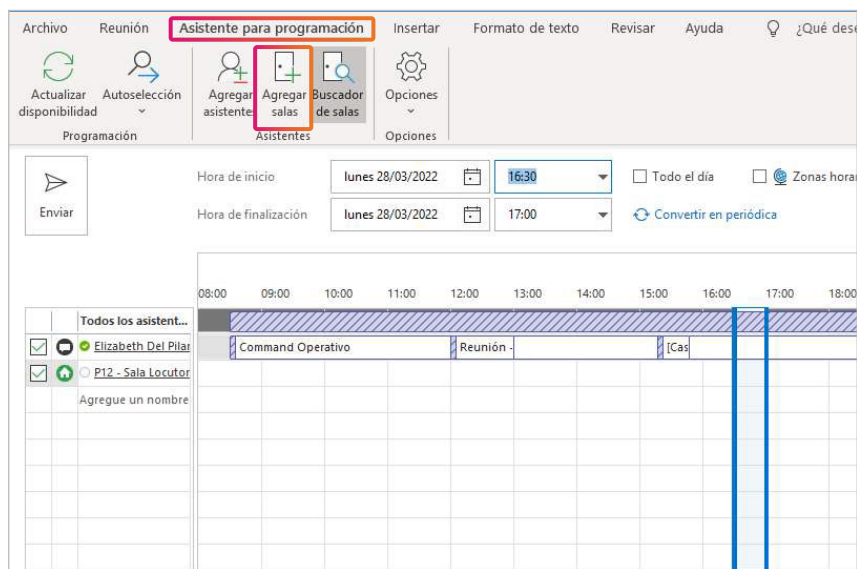 Archivo Reunión Asistente para programación Insertar Formato de texto Revisar Ayuda ¿Qué dese
Actualizar disponibilidad
Autoselección
Agregar asistentes
Agregar salas
Buscador de salas
Opciones
Programación Asistentes Opciones
Enviar
Hora de inicio lunes 28/03/2022 16:30 Todo el día Zonas horar
Hora de finalización lunes 28/03/2022 17:00 Convertir en periódica
08:00 09:00 10:00 11:00 12:00 13:00 14:00 15:00 16:00 17:00 18:00
Todos los asistent...
Elizabeth Del Pilar Command Operativo Reunión - [Cas
P12 - Sala Locutor
Agregue un nombre